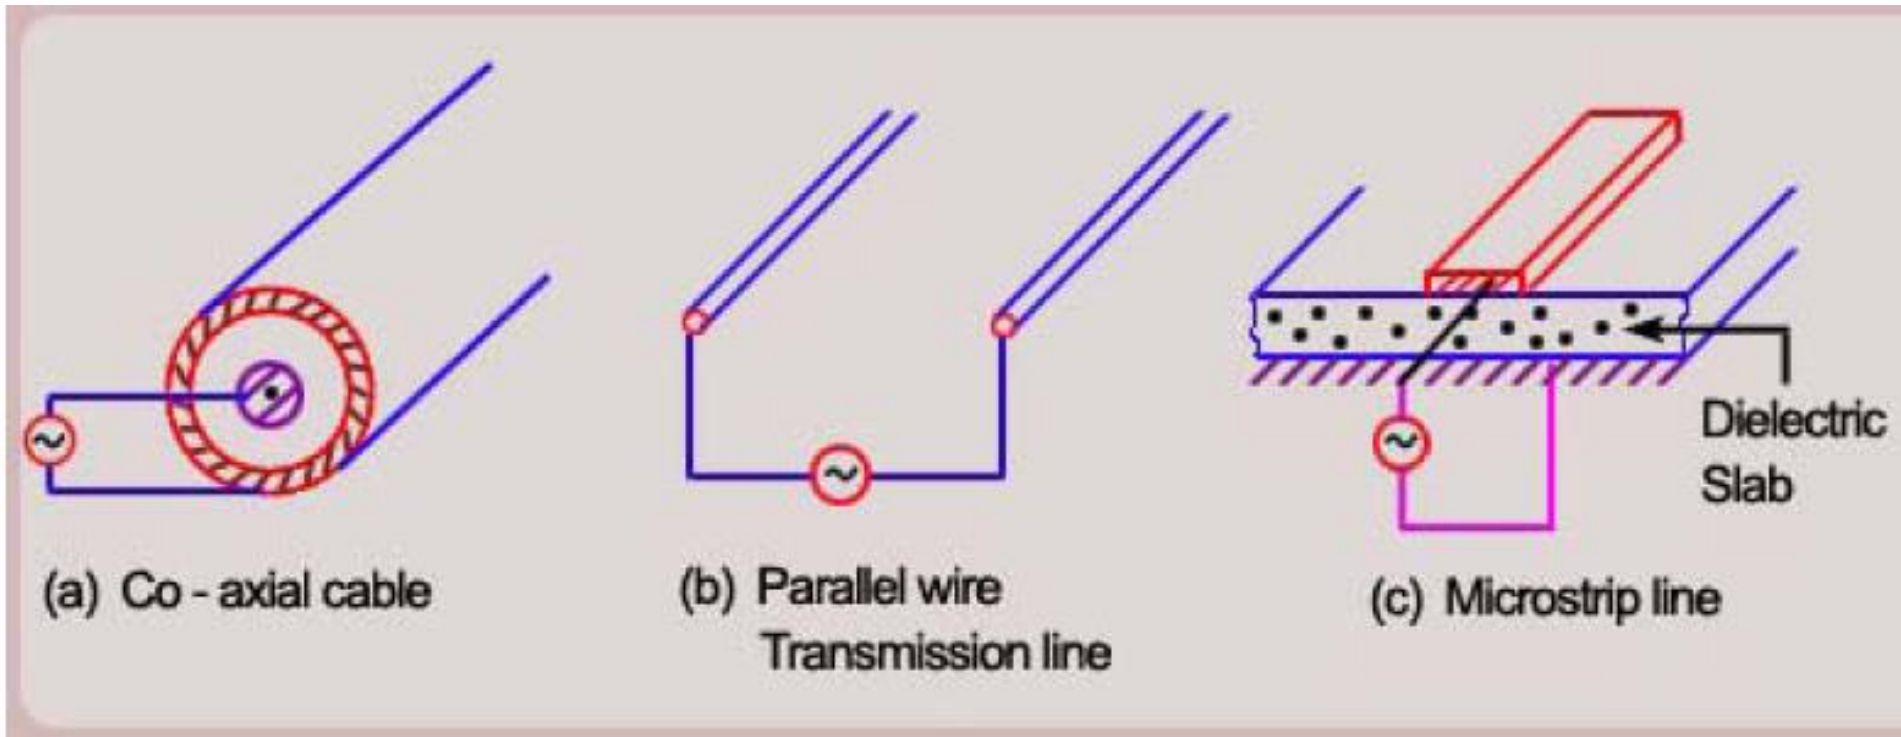 Dielectric
Slab
(a) Co - axial cable
(b) Parallel wire
Transmission line
(c) Microstrip line